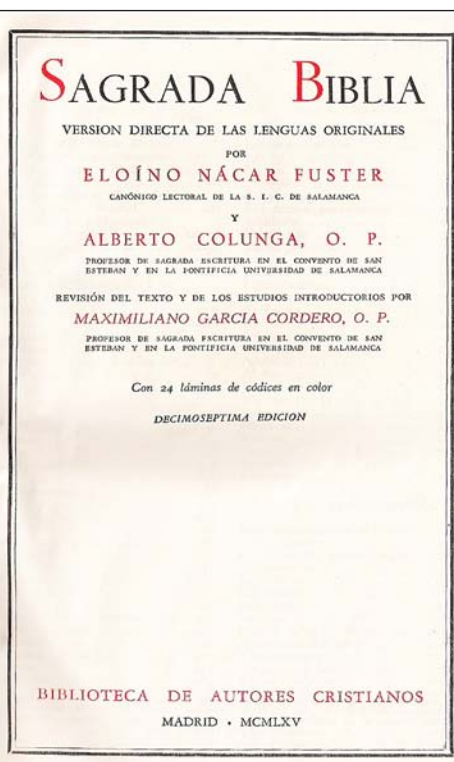 SAGRADA BIBLIA
VERSION DIRECTA DE LAS LENGUAS ORIGINALES
POR
ELOÍNO NÁCAR FUSTER
CANÓNIGO LECTORAL DE LA S. I. C. DE SALAMANCA
Y
ALBERTO COLUNGA, O. P.
PROFESOR DE SAGRADA ESCRITURA EN EL CONVENTO DE SAN
ESTEBAN Y EN LA PONTIFICIA UNIVERSIDAD DE SALAMANCA
REVISIÓN DEL TEXTO Y DE LOS ESTUDIOS INTRODUCTORIOS POR
MAXIMILIANO GARCIA CORDERO, O. P.
PROFESOR DE SAGRADA ESCRITURA EN EL CONVENTO DE SAN
ESTEBAN Y EN LA PONTIFICIA UNIVERSIDAD DE SALAMANCA
Con 24 láminas de códices en color
DECIMOSEPTIMA EDICION
BIBLIOTECA DE AUTORES CRISTIANOS
MADRID • MCMLXV